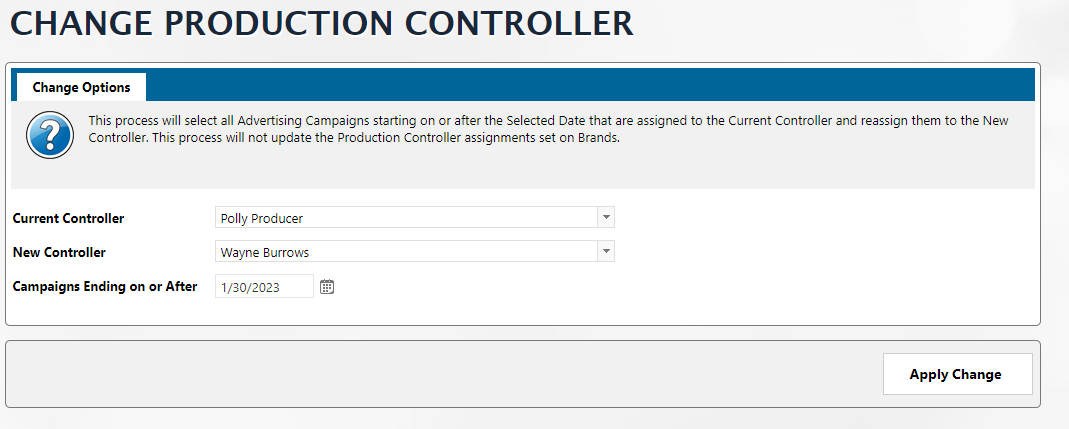 CHANGE PRODUCTION CONTROLLER
Change Options
This process will select all Advertising Campaigns starting on or after the Selected Date that are assigned to the Current Controller and reassign them to the New
Controller. This process will not update the Production Controller assignments set on Brands.
Current Controller Polly Producer
New Controller Wayne Burrows
Campaigns Ending on or After 1/30/2023
Apply Change